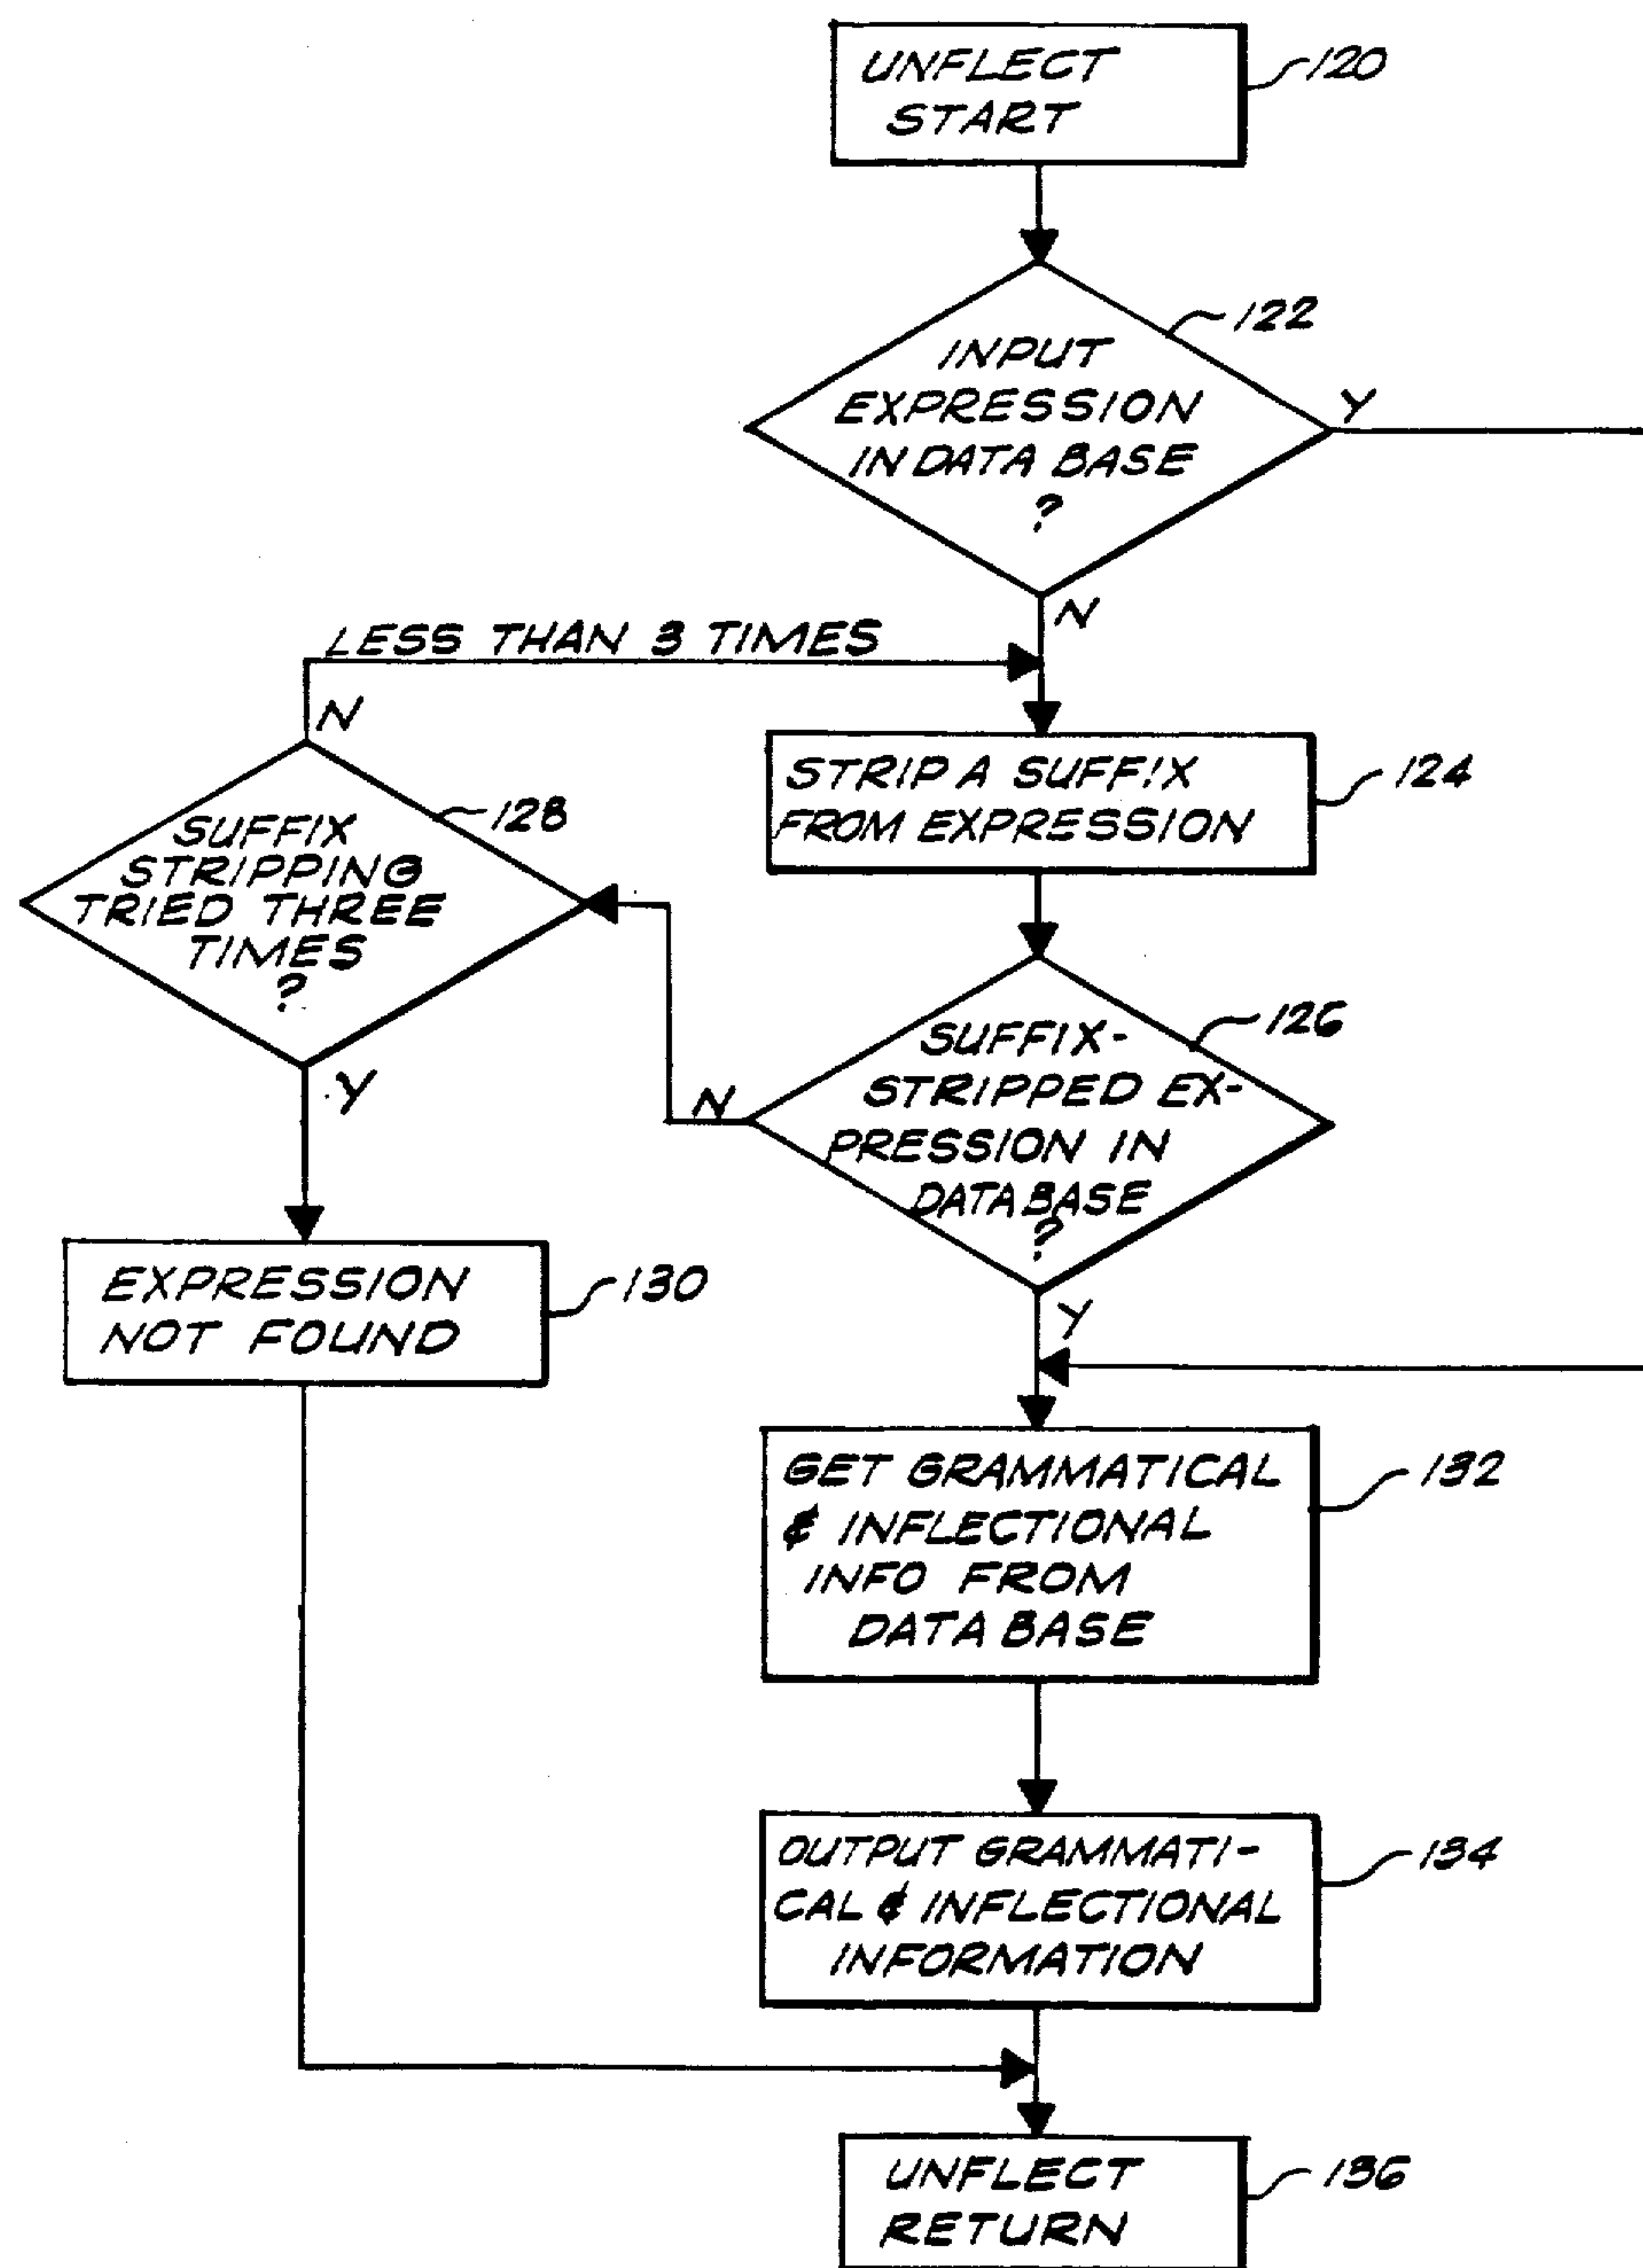 UNFLECT
START
120
INPUT
EXPRESSION
IN DATA BASE
?
122
Y
N
LESS THAN 3 TIMES
N
STRIP A SUFFIX
FROM EXPRESSION
124
SUFFIX
STRIPPING
TRIED THREE
TIMES
?
128
Y
SUFFIX-
STRIPPED EX-
PRESSION IN
DATABASE
?
126
N
Y
EXPRESSION
NOT FOUND
130
GET GRAMMATICAL
& INFLECTIONAL
INFO FROM
DATA BASE
132
OUTPUT GRAMMATI-
CAL & INFLECTIONAL
INFORMATION
134
UNFLECT
RETURN
136